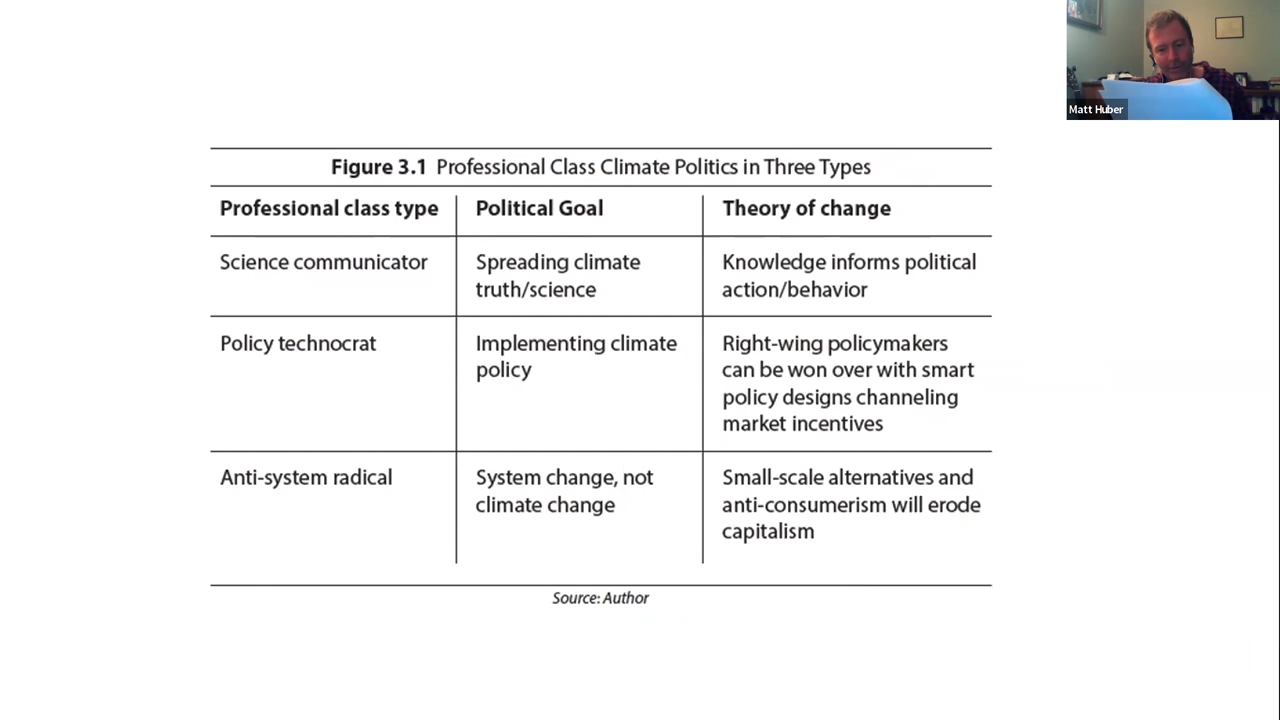 Matt Huber
Figure 3.1 Professional Class Climate Politics in Three Types
Professional class type
Political Goal
Theory of change
Science communicator
Spreading climate
truth/science
Knowledge informs political
action/behavior
Policy technocrat
Implementing climate
policy
Right-wing policymakers
can be won over with smart
policy designs channeling
market incentives
Anti-system radical
System change, not
climate change
Small-scale alternatives and
anti-consumerism will erode
capitalism
Source: Author